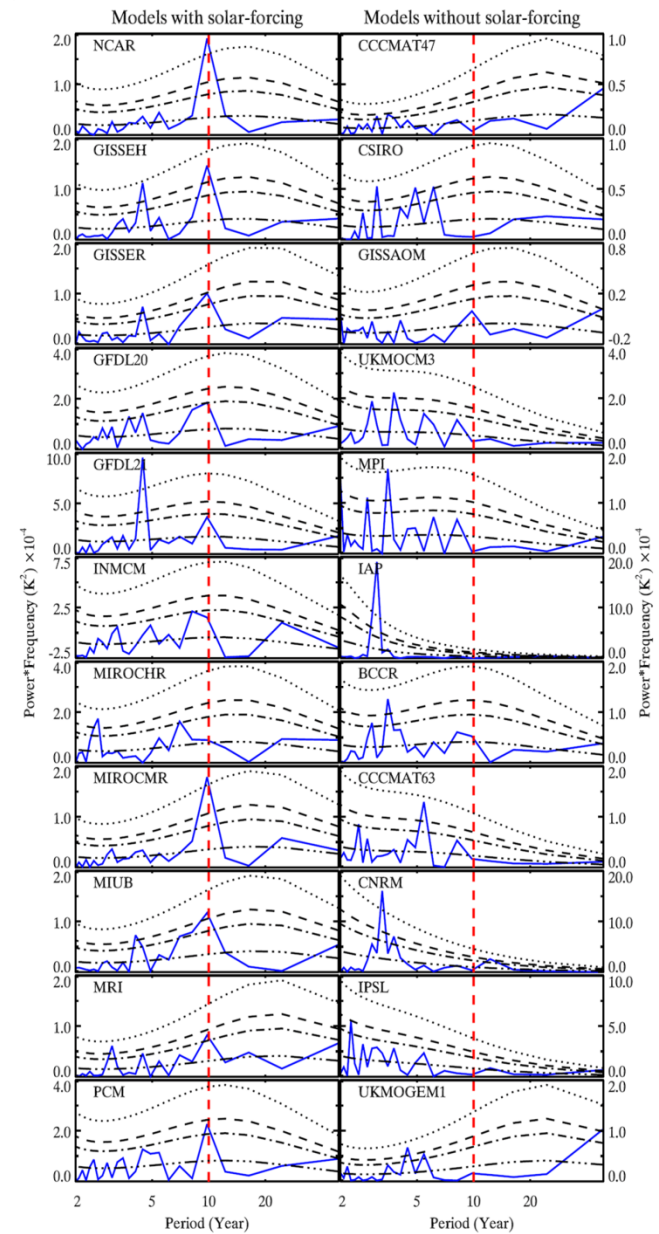 Models with solar-forcing Models without solar-forcing
2.0 NCAR CCCMAT47 1.0
1.0 0.5
0.0 0.0
2.0 GISSEH CSIRO 1.0
1.0 0.5
0.0 0.0
2.0 GISSER GISSAOM 0.8
1.0 0.2
0.0 -0.2
4.0 GFDL20 UKMOCM3 4.0
2.0 2.0
0.0 0.0
10.0 GFDL21 MPI 2.0
5.0 1.0
0.0 0.0
7.5 INMCM IAP 20.0
2.5 10.0
-2.5 0.0
4.0 MIROCHR BCCR 2.0
2.0 1.0
0.0 0.0
2.0 MIROCMR CCCMAT63 2.0
1.0 1.0
0.0 0.0
2.0 MIUB CNRM 20.0
1.0 10.0
0.0 0.0
2.0 MRI IPSL 10.0
1.0 5.0
0.0 0.0
4.0 PCM UKMOGEM1 2.0
2.0 1.0
0.0 0.0
2 5 10 20 2 5 10 20
Period (Year) Period (Year)
Power*Frequency (K²) ×10⁻⁴
Power*Frequency (K²) ×10⁻⁴